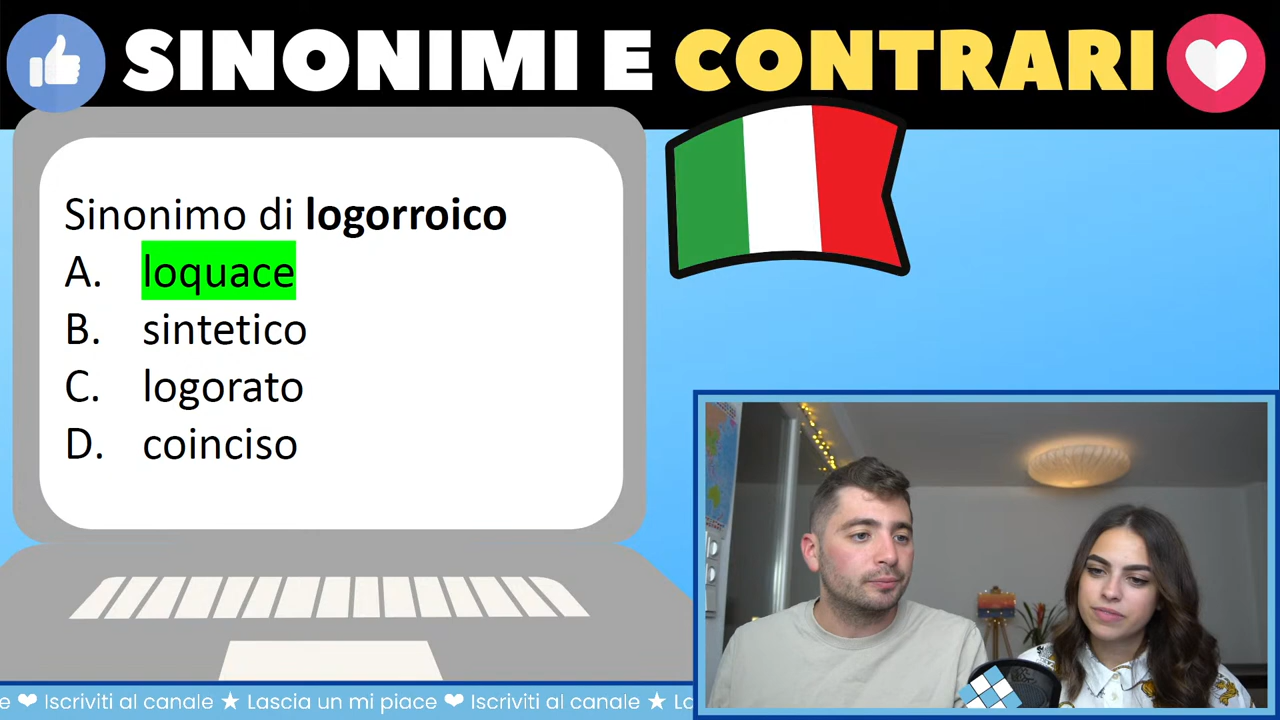 SINONIMI E CONTRARI
Sinonimo di logorroico
A. loquace
B. sintetico
C. logorato
D. coinciso
e ❤ Iscriviti al canale ★ Lascia un mi piace ❤ Iscriviti al canale ★ La